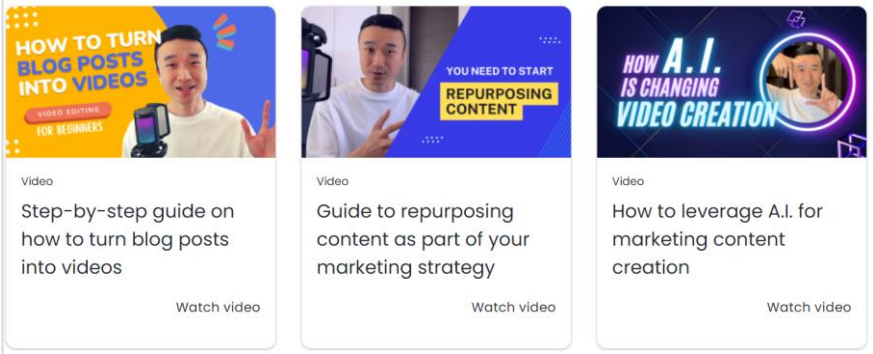 HOW TO TURN
BLOG POSTS
INTO VIDEOS
VIDEO EDITING
FOR BEGINNERS
Video
Step-by-step guide on
how to turn blog posts
into videos
Watch video
YOU NEED TO START
REPURPOSING
CONTENT
Video
Guide to repurposing
content as part of your
marketing strategy
Watch video
HOW A.I.
IS CHANGING
VIDEO CREATION
Video
How to leverage A.I. for
marketing content
creation
Watch video